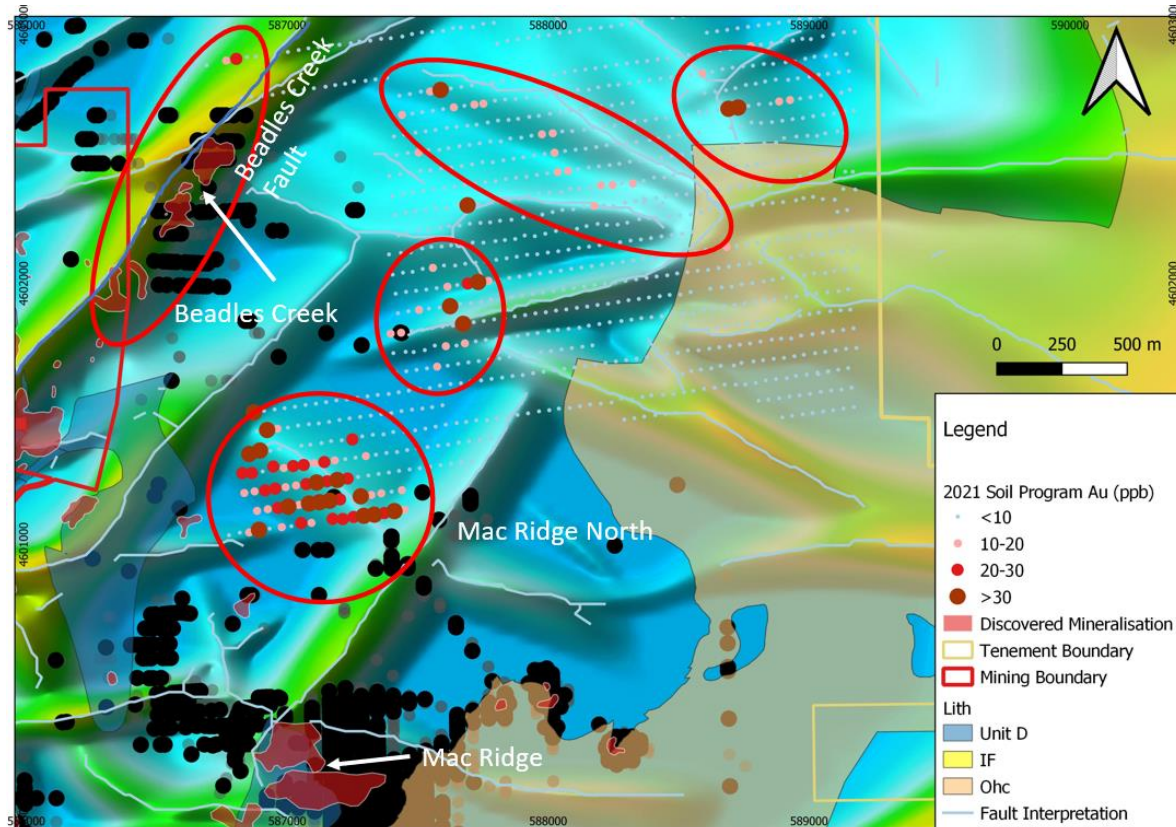 587000
588000
589000
590000
Beadles Creek
Fault
Beadles Creek
4602000
4602000
0 250 500 m
Mac Ridge North
4601000
Mac Ridge
587000
588000
589000
Legend
2021 Soil Program Au (ppb)
<10
10-20
20-30
>30
Discovered Mineralisation
Tenement Boundary
Mining Boundary
Lith
Unit D
IF
Ohc
Fault Interpretation